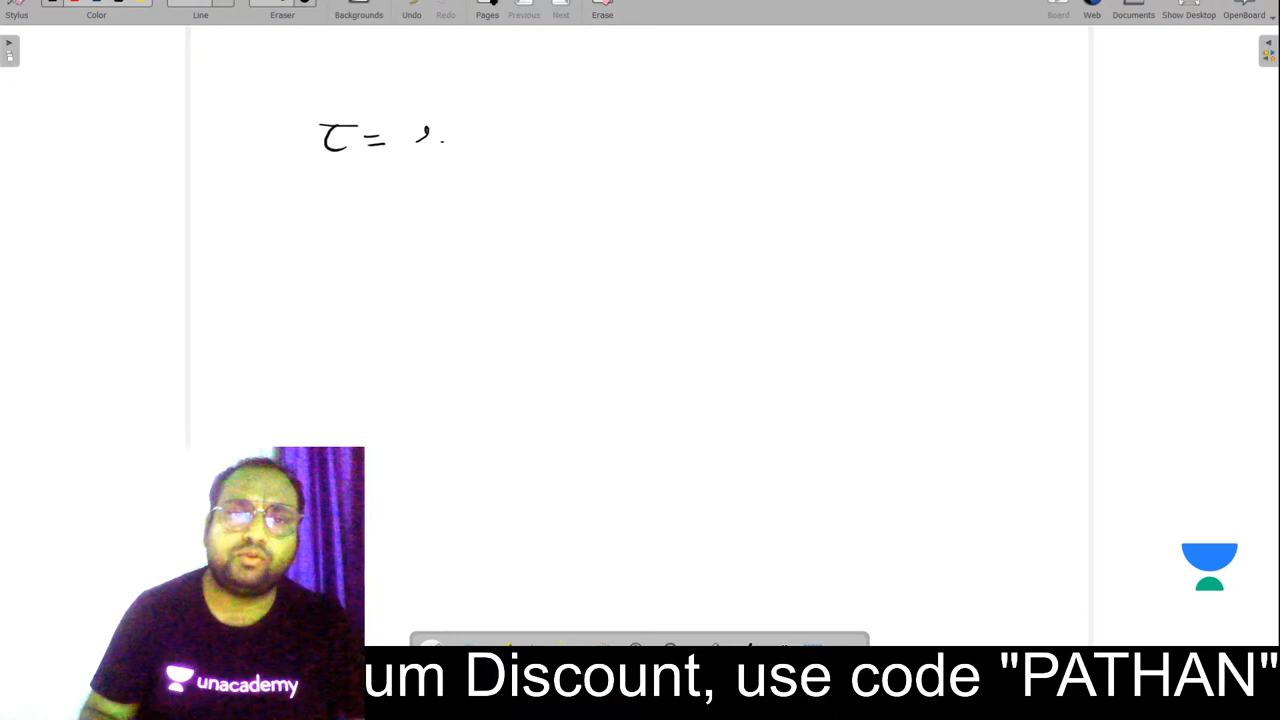 Stylus Color Line Eraser Backgrounds Undo Redo Pages Previous Next Erase Board Web Documents Show Desktop OpenBoard
τ =
unacademy
um Discount, use code "PATHAN"